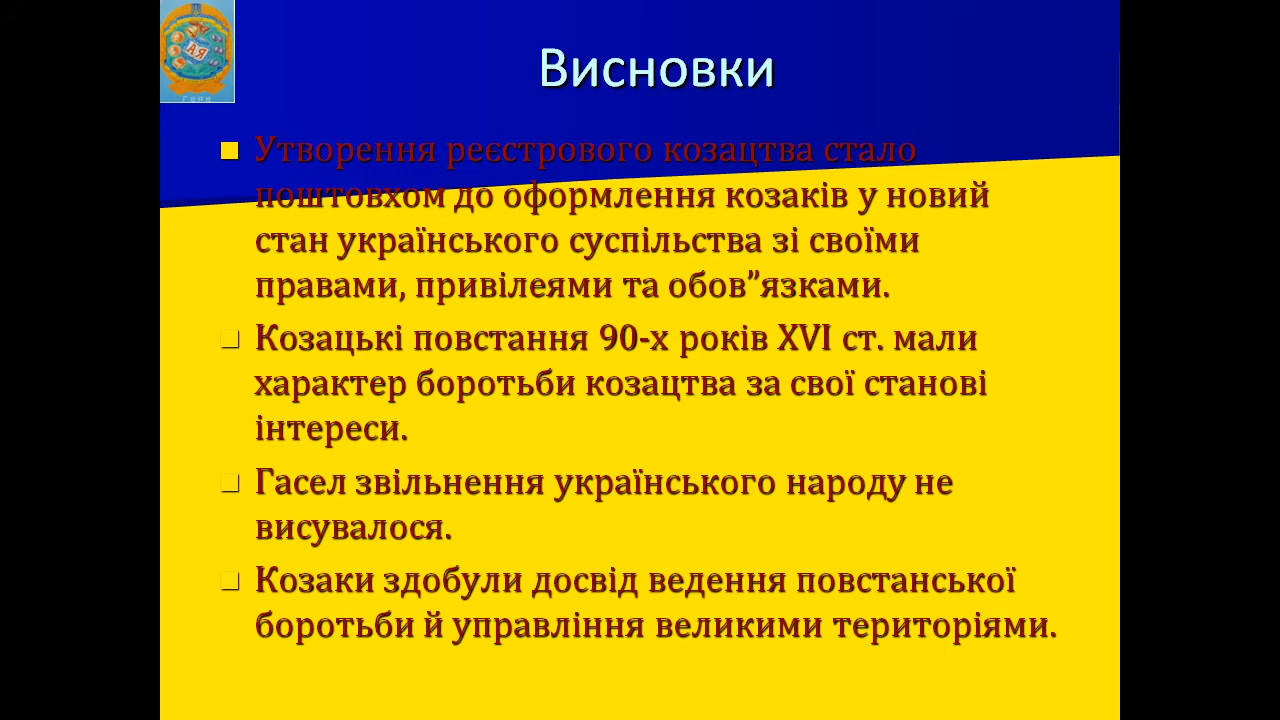 АЯ
Висновки
Утворення реєстрового козацтва стало
поштовхом до оформлення козаків у новий
стан українського суспільства зі своїми
правами, привілеями та обов”язками.
Козацькі повстання 90-х років XVI ст. мали
характер боротьби козацтва за свої станові
інтереси.
Гасел звільнення українського народу не
висувалося.
Козаки здобули досвід ведення повстанської
боротьби й управління великими територіями.